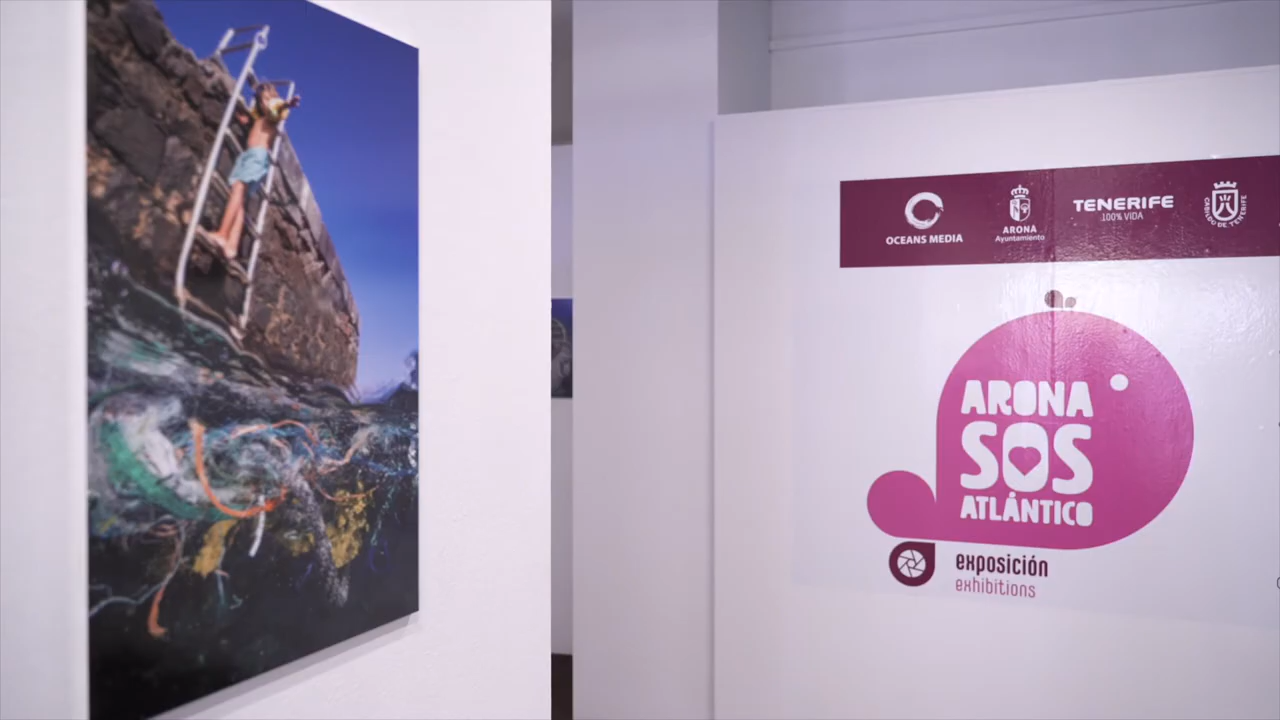 OCEANS MEDIA
ARONA
Ayuntamiento
TENERIFE
100% VIDA
CABILDO DE TENERIFE
ARONA
SOS
ATLÁNTICO
exposición
exhibitions